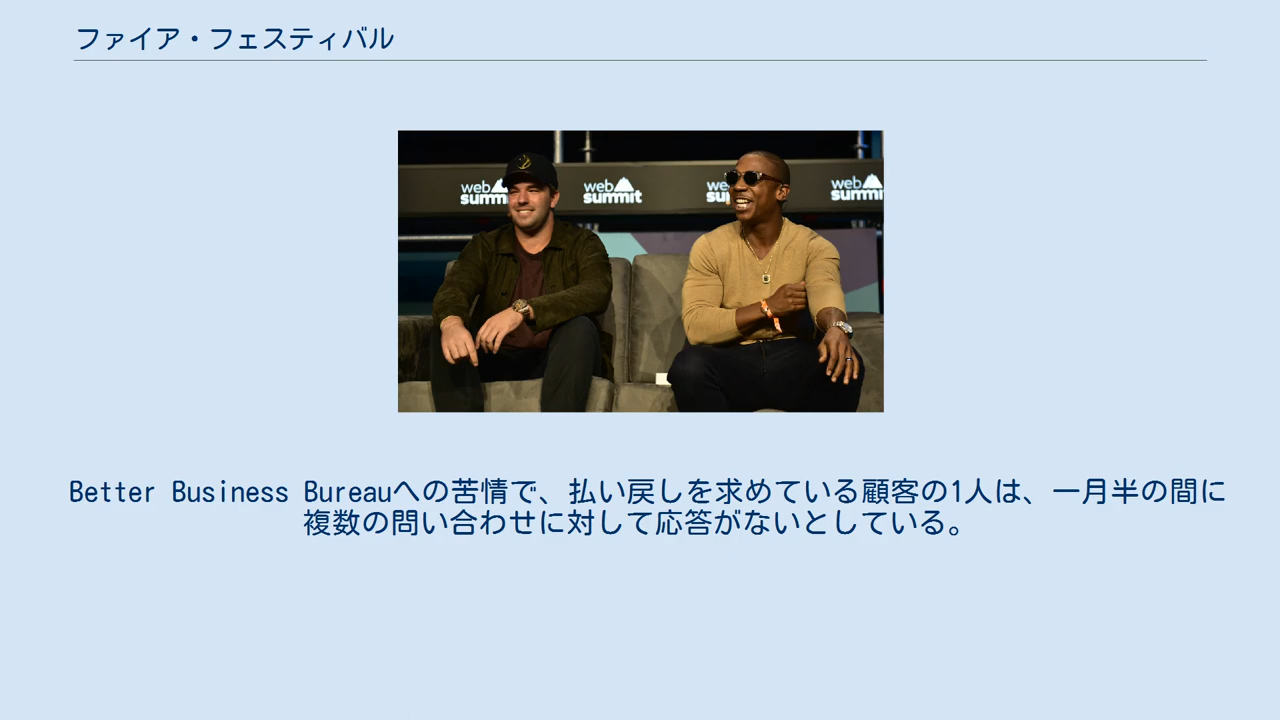 ファイア・フェスティバル
web summit
web summit
web summit
web summit
Better Business Bureauへの苦情で、払い戻しを求めている顧客の1人は、一月半の間に
複数の問い合わせに対して応答がないとしている。